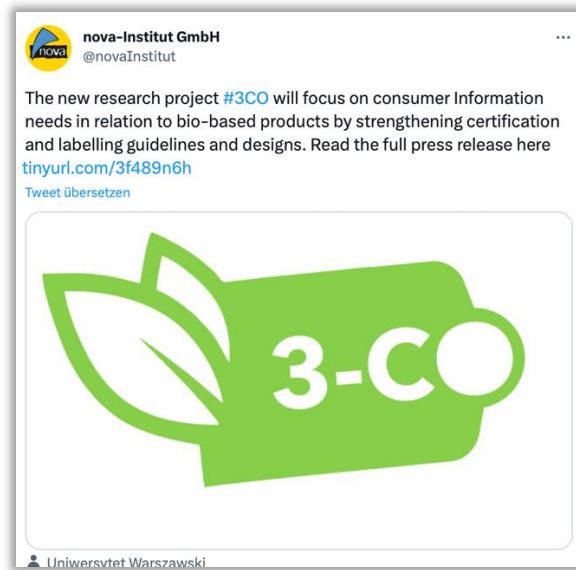 nova
nova-Institut GmbH
@novaInstitut
The new research project #3CO will focus on consumer Information
needs in relation to bio-based products by strengthening certification
and labelling guidelines and designs. Read the full press release here
tinyurl.com/3f489n6h
Tweet übersetzen
3-CO
Uniwersytet Warszawski